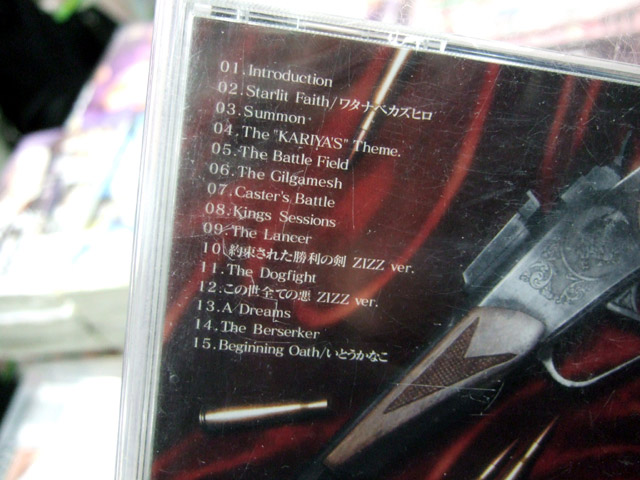 01.Introduction
02.Starlit Faith/ワタナベカズヒロ
03.Summon
04.The "KARIYA'S" Theme.
05.The Battle Field
06.The Gilgamesh
07.Caster's Battle
08.Kings Sessions
09.The Lancer
10.約束された勝利の剣 ZIZZ ver.
11.The Dogfight
12.この世全ての悪 ZIZZ ver.
13.A Dreams
14.The Berserker
15.Beginning Oath/いとうかなこ